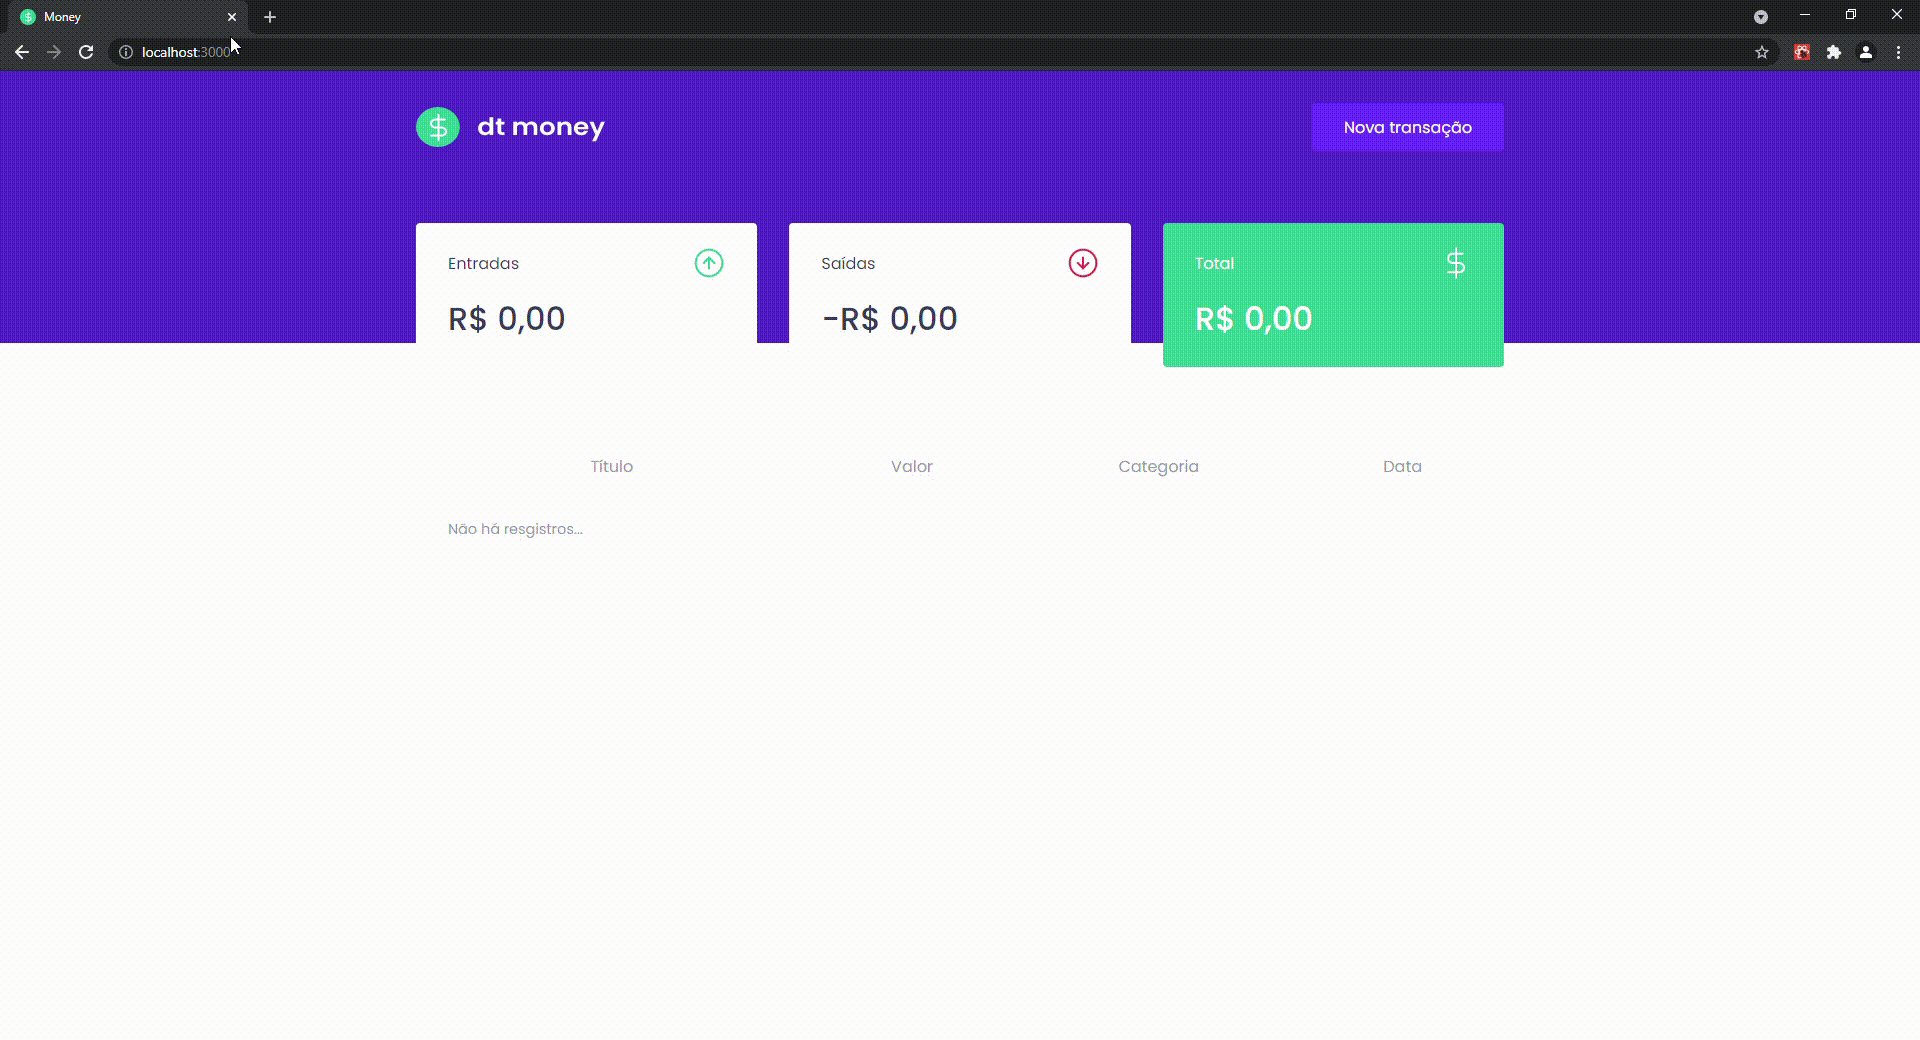 Money
localhost:3000
dt money
Nova transação
Entradas
Saídas
Total
R$ 0,00
-R$ 0,00
R$ 0,00
Título Valor Categoria Data
Não há resgistros...